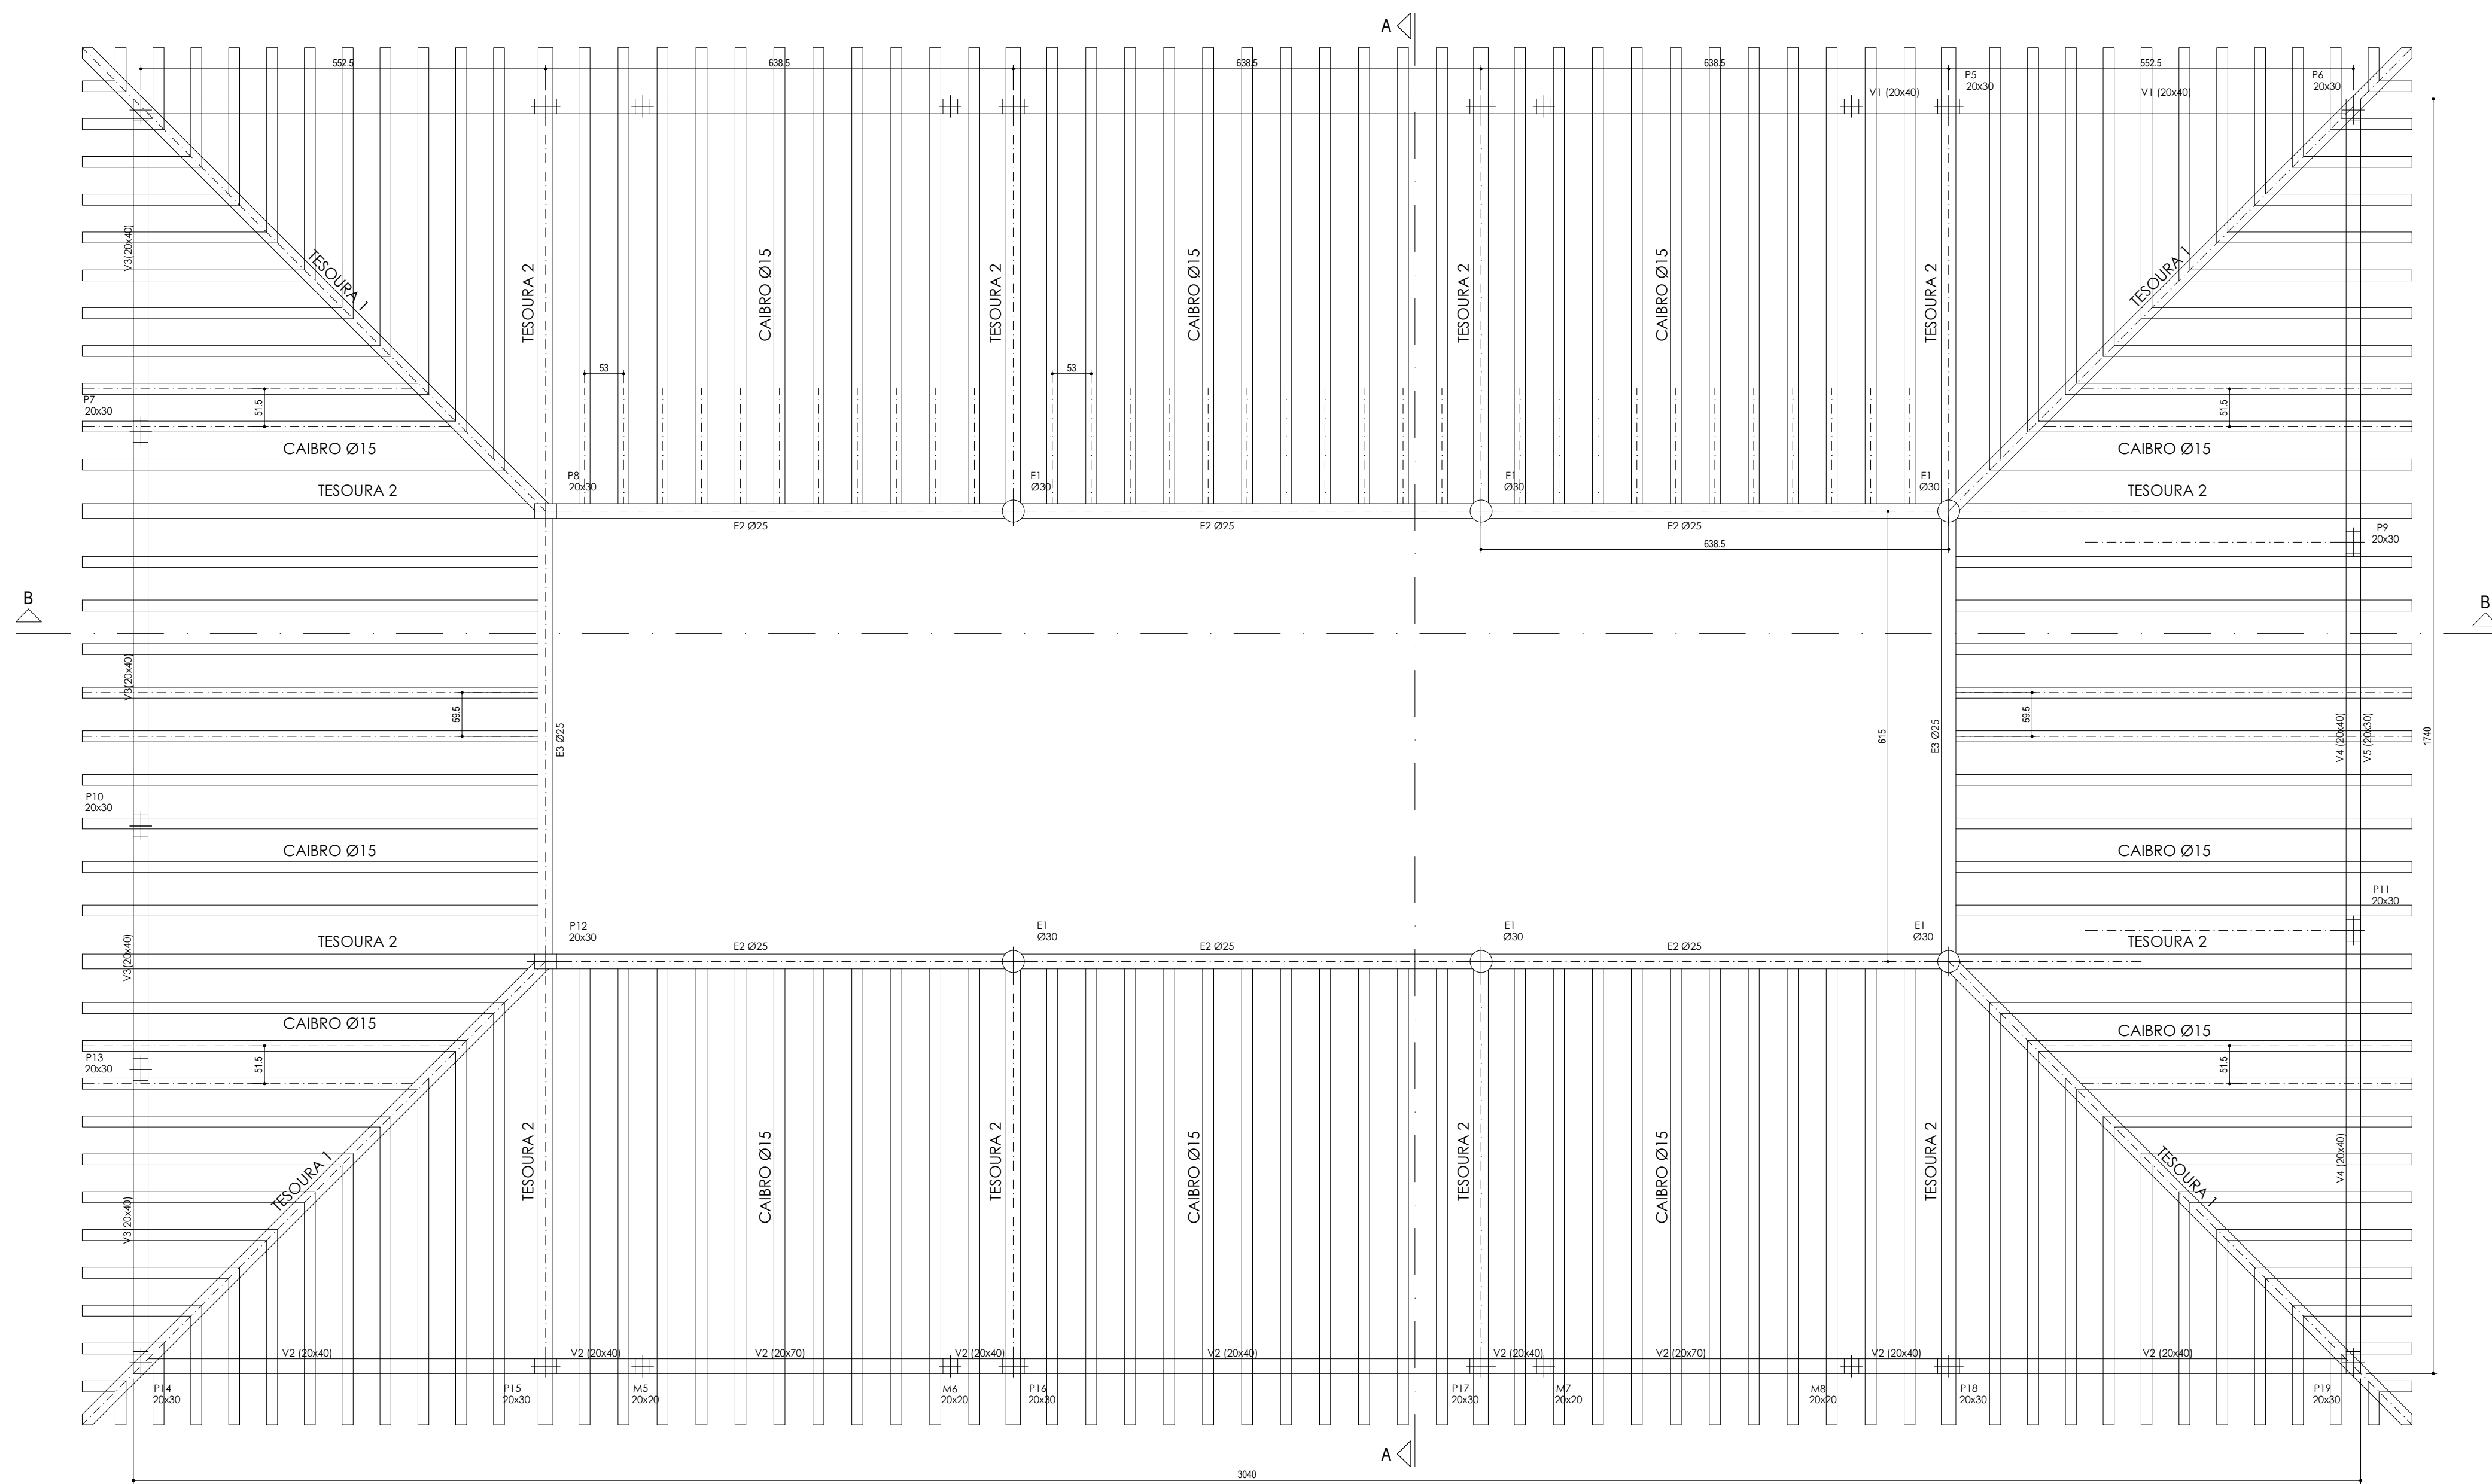 A
552.5
638.5
638.5
638.5
552.5
P5
20x30
P6
20x30
V1 (20x40)
V1 (20x40)
V3(20x40)
TESOURA 1
TESOURA 2
CAIBRO Ø15
TESOURA 2
CAIBRO Ø15
TESOURA 2
CAIBRO Ø15
TESOURA 2
TESOURA 1
53
53
P7
20x30
51.5
51.5
CAIBRO Ø15
CAIBRO Ø15
TESOURA 2
P8
20x30
E1
Ø30
E1
Ø30
E1
Ø30
TESOURA 2
E2 Ø25
E2 Ø25
E2 Ø25
P9
20x30
638.5
B
B
V3(20x40)
59.5
E3 Ø25
615
E3 Ø25
59.5
V4 (20x40)
V5 (20x30)
1740
P10
20x30
CAIBRO Ø15
CAIBRO Ø15
P11
20x30
V3(20x40)
TESOURA 2
P12
20x30
E2 Ø25
E1
Ø30
E2 Ø25
E1
Ø30
E2 Ø25
E1
Ø30
TESOURA 2
CAIBRO Ø15
CAIBRO Ø15
P13
20x30
51.5
51.5
V3(20x40)
TESOURA 1
TESOURA 2
CAIBRO Ø15
TESOURA 2
CAIBRO Ø15
TESOURA 2
CAIBRO Ø15
TESOURA 2
TESOURA 1
V4 (20x40)
V2 (20x40)
V2 (20x40)
V2 (20x70)
V2 (20x40)
V2 (20x40)
V2 (20x40)
V2 (20x70)
V2 (20x40)
V2 (20x40)
P14
20x30
P15
20x30
M5
20x20
M6
20x20
P16
20x30
P17
20x30
M7
20x20
M8
20x20
P18
20x30
P19
20x30
A
3040